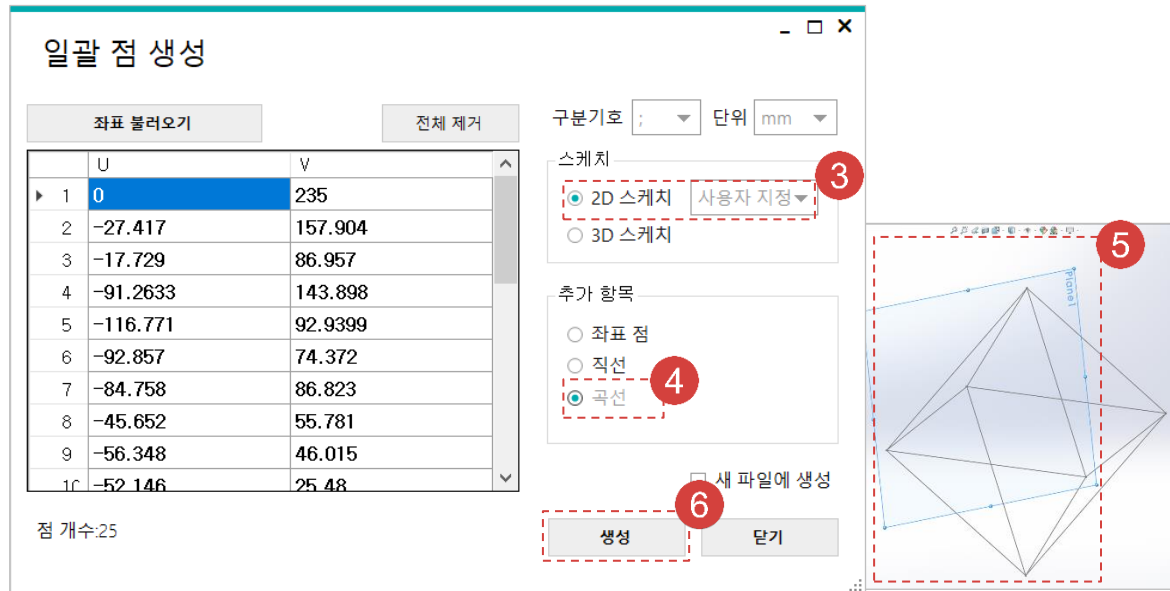 일괄 점 생성
좌표 불러오기
전체 제거
구분기호 ; 단위 mm
U V
1 0 235
2 -27.417 157.904
3 -17.729 86.957
4 -91.2633 143.898
5 -116.771 92.9399
6 -92.857 74.372
7 -84.758 86.823
8 -45.652 55.781
9 -56.348 46.015
10 -52.146 25.48
점 개수:25
스케치
2D 스케치 사용자 지정
3
3D 스케치
추가 항목
좌표 점
직선
곡선
4
새 파일에 생성
생성
6
닫기
5
Plane1